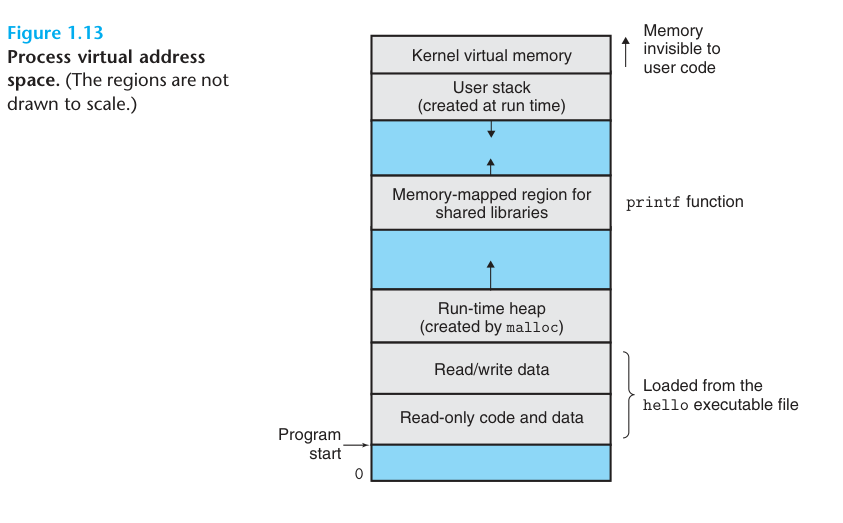 Figure 1.13
Process virtual address
space. (The regions are not
drawn to scale.)
Kernel virtual memory
Memory
invisible to
user code
User stack
(created at run time)
Memory-mapped region for
shared libraries
printf function
Run-time heap
(created by malloc)
Read/write data
Loaded from the
hello executable file
Read-only code and data
Program
start
0